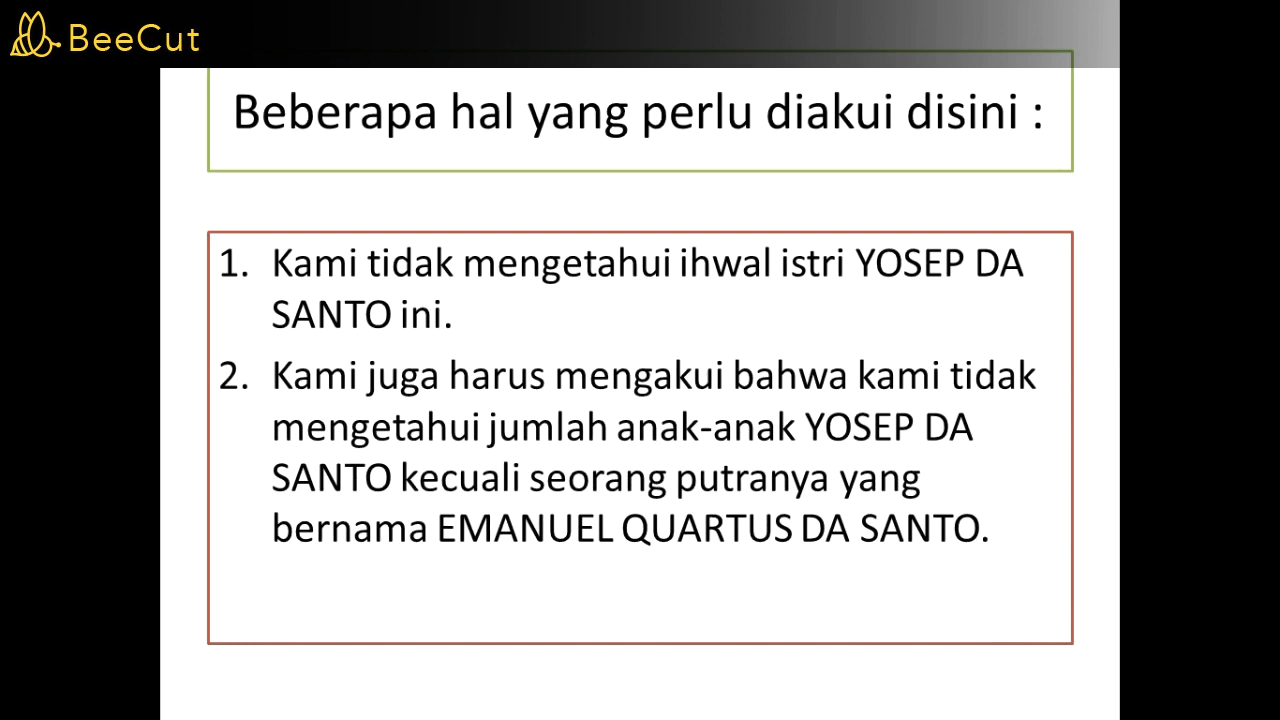 BeeCut
Beberapa hal yang perlu diakui disini :
1. Kami tidak mengetahui ihwal istri YOSEP DA
SANTO ini.
2. Kami juga harus mengakui bahwa kami tidak
mengetahui jumlah anak-anak YOSEP DA
SANTO kecuali seorang putranya yang
bernama EMANUEL QUARTUS DA SANTO.